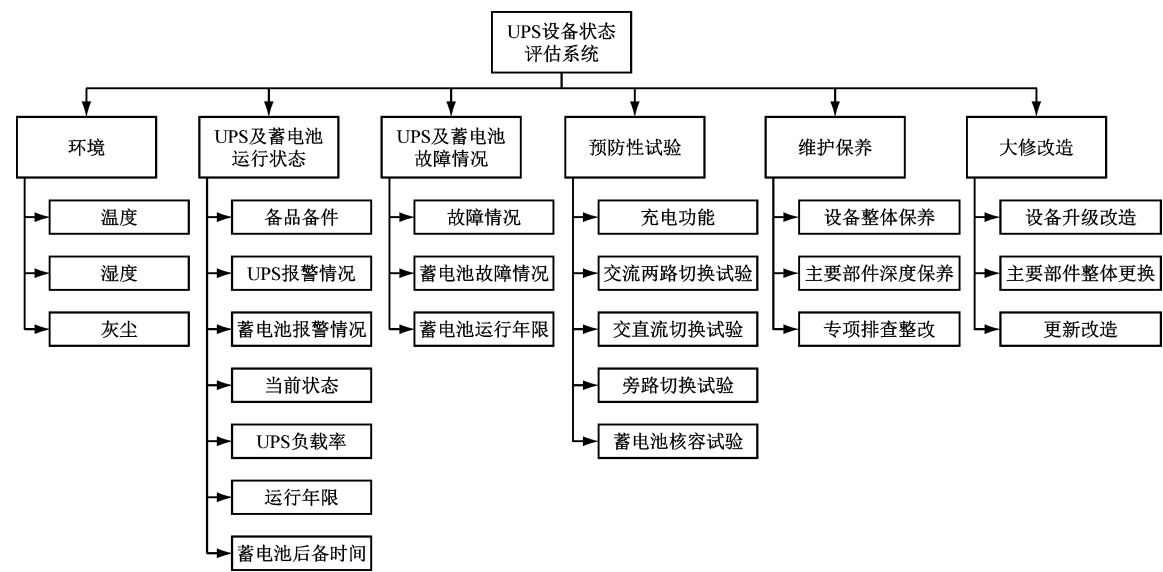 UPS设备状态
评估系统
环境
UPS及蓄电池
运行状态
UPS及蓄电池
故障情况
预防性试验
维护保养
大修改造
温度
湿度
灰尘
备品备件
UPS报警情况
蓄电池报警情况
当前状态
UPS负载率
运行年限
蓄电池后备时间
故障情况
蓄电池故障情况
蓄电池运行年限
充电功能
交流两路切换试验
交直流切换试验
旁路切换试验
蓄电池核容试验
设备整体保养
主要部件深度保养
专项排查整改
设备升级改造
主要部件整体更换
更新改造